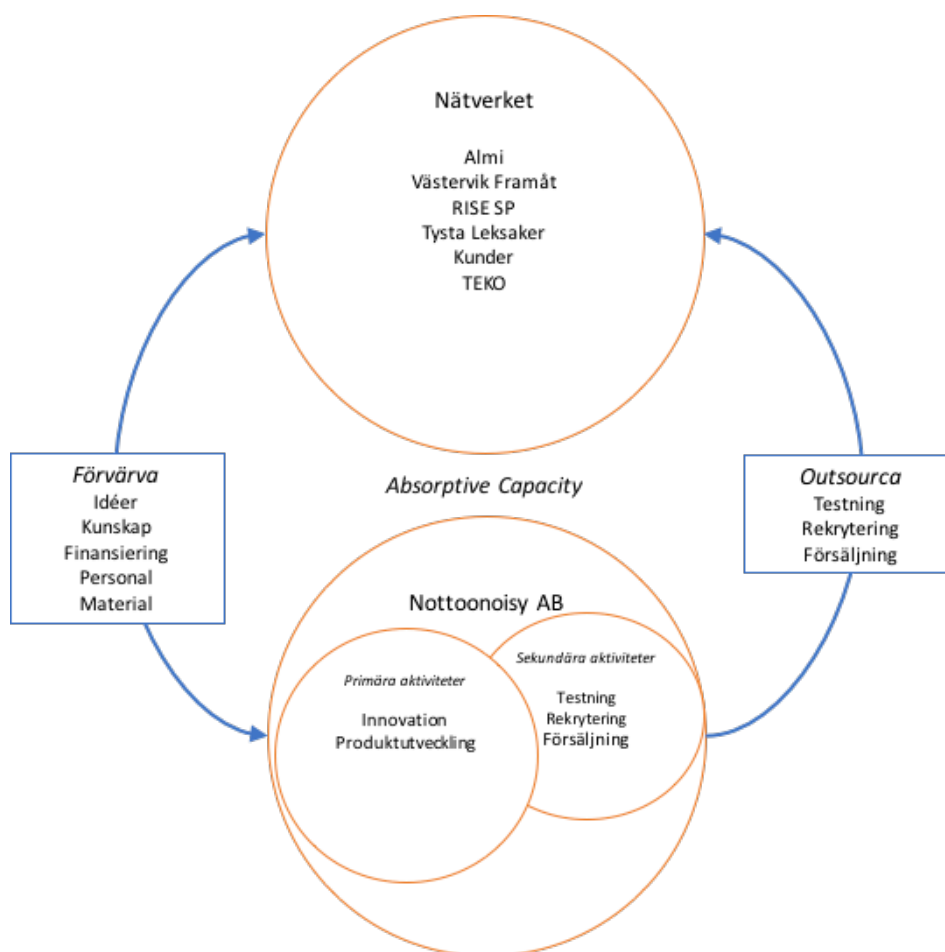 Nätverket
Almi
Västervik Framåt
RISE SP
Tysta Leksaker
Kunder
TEKO
Förvärva
Idéer
Kunskap
Finansiering
Personal
Material
Absorptive Capacity
Outsourca
Testning
Rekrytering
Försäljning
Nottoonoisy AB
Primära aktiviteter
Innovation
Produktutveckling
Sekundära aktiviteter
Testning
Rekrytering
Försäljning